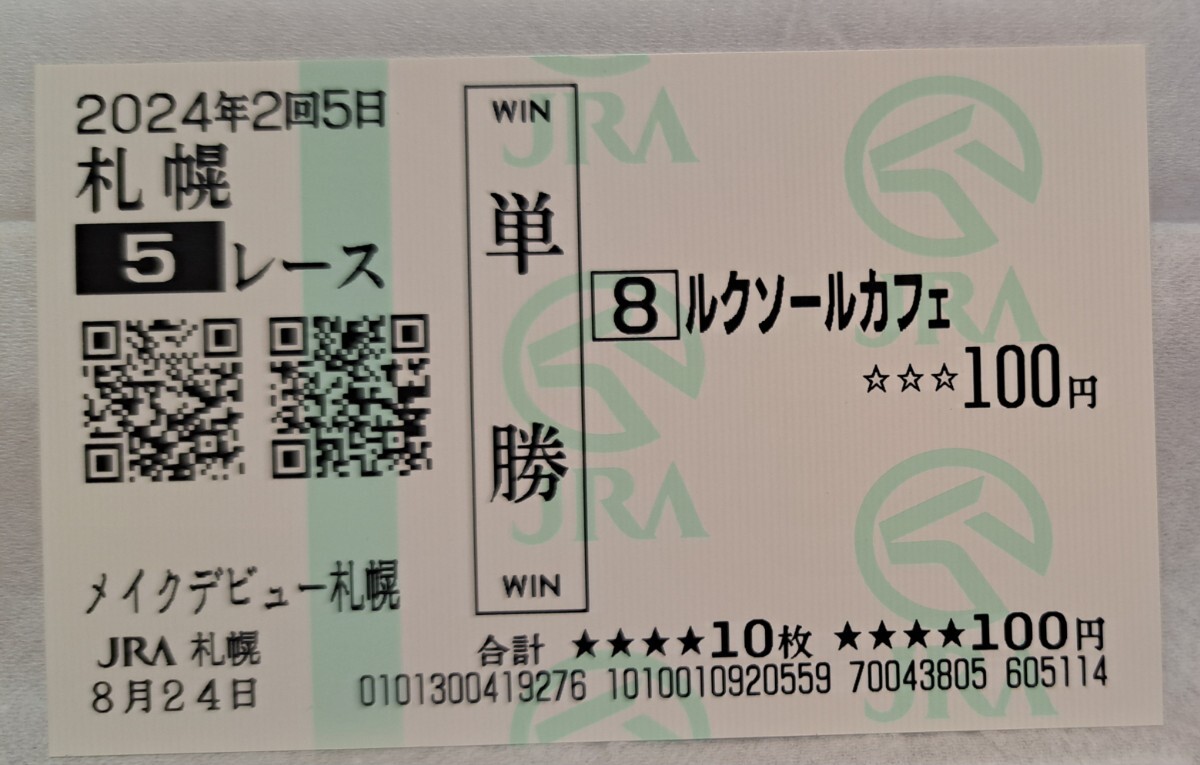 2024年2回5日
札幌
5レース
WIN
単勝
WIN
8 ルクソールカフェ
☆☆☆100円
メイクデビュー札幌
JRA 札幌
8月24日
合計 ★★★★10枚 ★★★★100円
0101300419276 1010010920559 70043805 605114
JRA
JRA
JRA
JRA